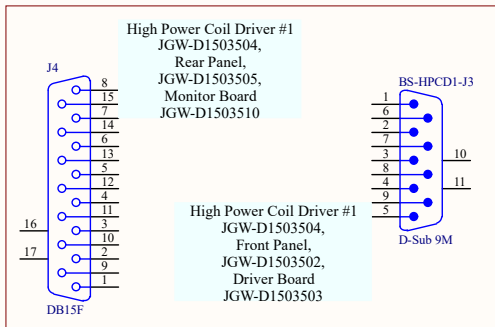 High Power Coil Driver #1
JGW-D1503504,
Rear Panel,
JGW-D1503505,
Monitor Board
JGW-D1503510
J4
8
15
7
14
6
13
5
12
4
11
3
10
2
9
1
16
17
DB15F
BS-HPCD1-J3
1
6
2
7
3
8
4
9
5
10
11
D-Sub 9M
High Power Coil Driver #1
JGW-D1503504,
Front Panel,
JGW-D1503502,
Driver Board
JGW-D1503503